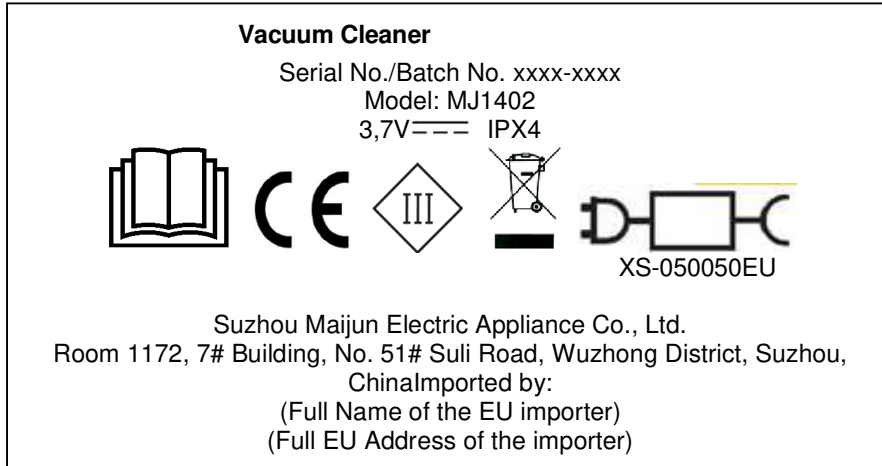 Vacuum Cleaner
Serial No./Batch No. xxxx-xxxx
Model: MJ1402
3,7V⎓ IPX4
CE III
XS-050050EU
Suzhou Maijun Electric Appliance Co., Ltd.
Room 1172, 7# Building, No. 51# Suli Road, Wuzhong District, Suzhou,
ChinaImported by:
(Full Name of the EU importer)
(Full EU Address of the importer)